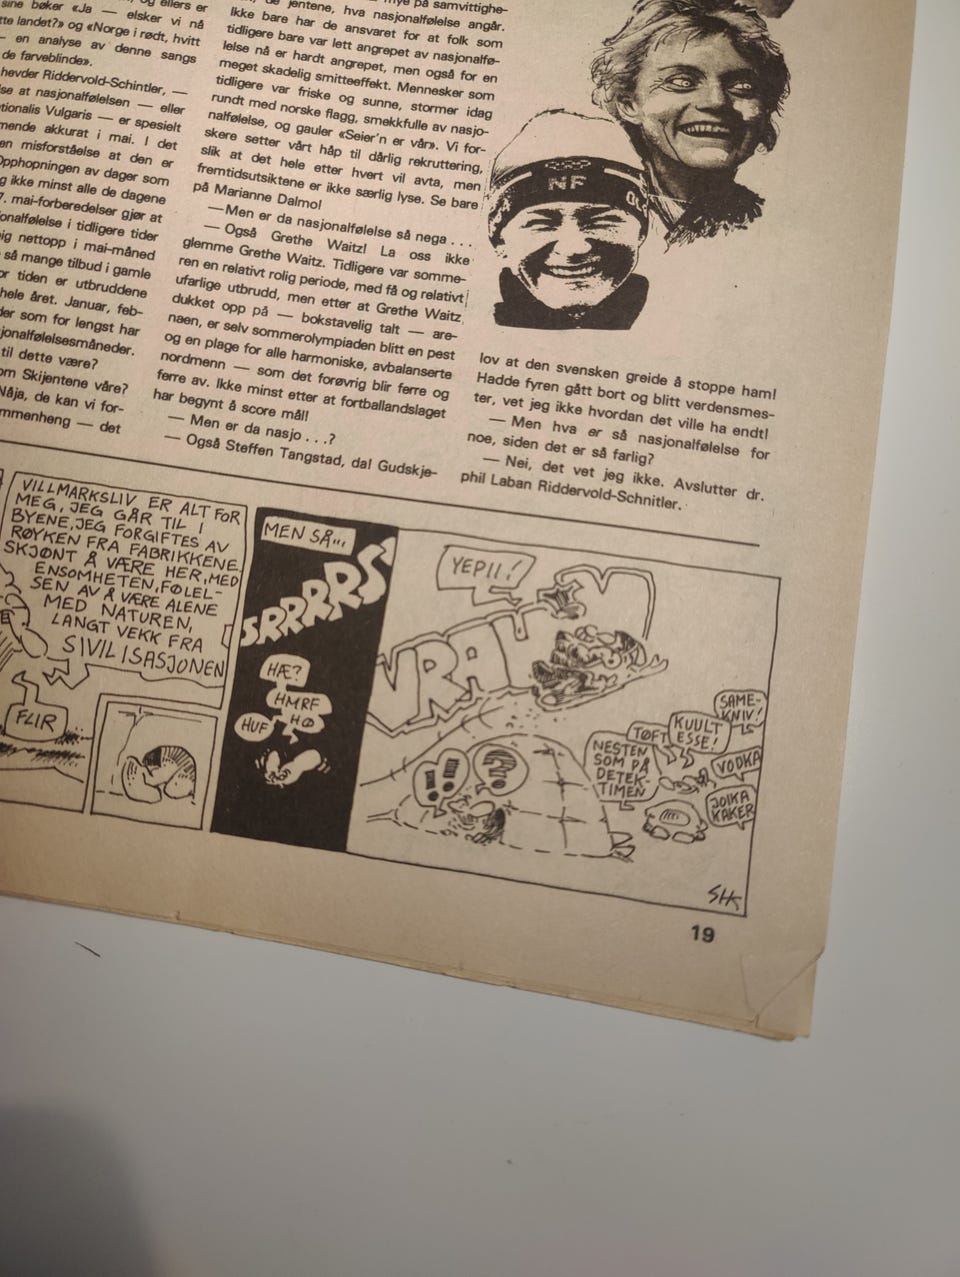 sine bøker «Ja — elsker vi nå
te landet?» og «Norge i rødt, hvitt
— en analyse av denne sangs
de farveblinde».
hevder Riddervold-Schintler, —
se at nasjonalfølelsen — eller
tionalis Vulgaris — er spesielt
mende akkurat i mai. I det
en misforståelse at den er
Opphopningen av dager som
g ikke minst alle de dagene
7. mai-forberedelser gjør at
onalfølelse i tidligere tider
ig nettopp i mai-måned
så mange tilbud i gamle
or tiden er utbruddene
hele året. Januar, feb-
der som for lengst har
jonalfølelsesmåneder.
til dette være?
om Skijentene våre?
Nåja, de kan vi for-
mmenheng — det
jentene, hva nasjonalfølelse angår.
Ikke bare har de ansvaret for at folk som
tidligere bare var lett angrepet av nasjonalfø-
lelse nå er hardt angrepet, men også for en
meget skadelig smitteeffekt. Mennesker som
tidligere var friske og sunne, stormer idag
rundt med norske flagg, smekkfulle av nasjo-
nalfølelse, og gauler «Seier'n er vår». Vi for-
skere setter vårt håp til dårlig rekruttering,
slik at det hele etter hvert vil avta, men
fremtidsutsiktene er ikke særlig lyse. Se bare
på Marianne Dalmo!
—Men er da nasjonalfølelse så nega . . .
— Også Grethe Waitz! La oss ikke
glemme Grethe Waitz. Tidligere var somme-
ren en relativt rolig periode, med få og relativt
ufarlige utbrudd, men etter at Grethe Waitz
dukket opp på — bokstavelig talt — are-
naen, er selv sommerolympiaden blitt en pest
og en plage for alle harmoniske, avbalanserte
nordmenn — som det forøvrig blir ferre og
ferre av. Ikke minst etter at fortballandslaget
har begynt å score mål!
— Men er da nasjo . . .?
— Også Steffen Tangstad, da! Gudskje-
NF
lov at den svensken greide å stoppe ham!
Hadde fyren gått bort og blitt verdensmes-
ter, vet jeg ikke hvordan det ville ha endt!
— Men hva er så nasjonalfølelse for
noe, siden det er så farlig?
— Nei, det vet jeg ikke. Avslutter dr.
phil Laban Riddervold-Schnitler.
VILLMARKSLIV ER ALT FOR
MEG, JEG GÅR TIL I
BYENE, JEG FORGIFTES AV
RØYKEN FRA FABRIKKENE
SKJØNT Å VÆRE HER, MED
ENSOMHETEN, FØLEL-
SEN AV Å VÆRE ALENE
MED NATUREN,
LANGT VEKK FRA
SIVILISASJONEN
FLIR
MEN SÅ...
SRRRRS
HÆ?
HMRF
HØ
HUF
YEPII!
VRAM
!!
?
NESTEN
SOM PÅ
DETEK-
TIMEN
TØFT
KUULT
ESSE!
SAME-
KNIV!
VODKA
JOIKA
KAKER
SHK
19